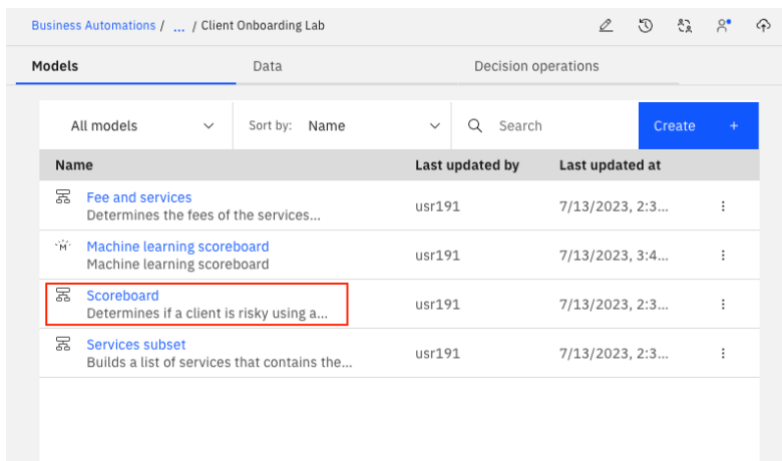 Business Automations / ... / Client Onboarding Lab
Models Data Decision operations
All models Sort by: Name Search Create +
Name Last updated by Last updated at
Fee and services
Determines the fees of the services...
usr191 7/13/2023, 2:3...
Machine learning scoreboard
Machine learning scoreboard
usr191 7/13/2023, 3:4...
Scoreboard
Determines if a client is risky using a...
usr191 7/13/2023, 2:3...
Services subset
Builds a list of services that contains the...
usr191 7/13/2023, 2:3...